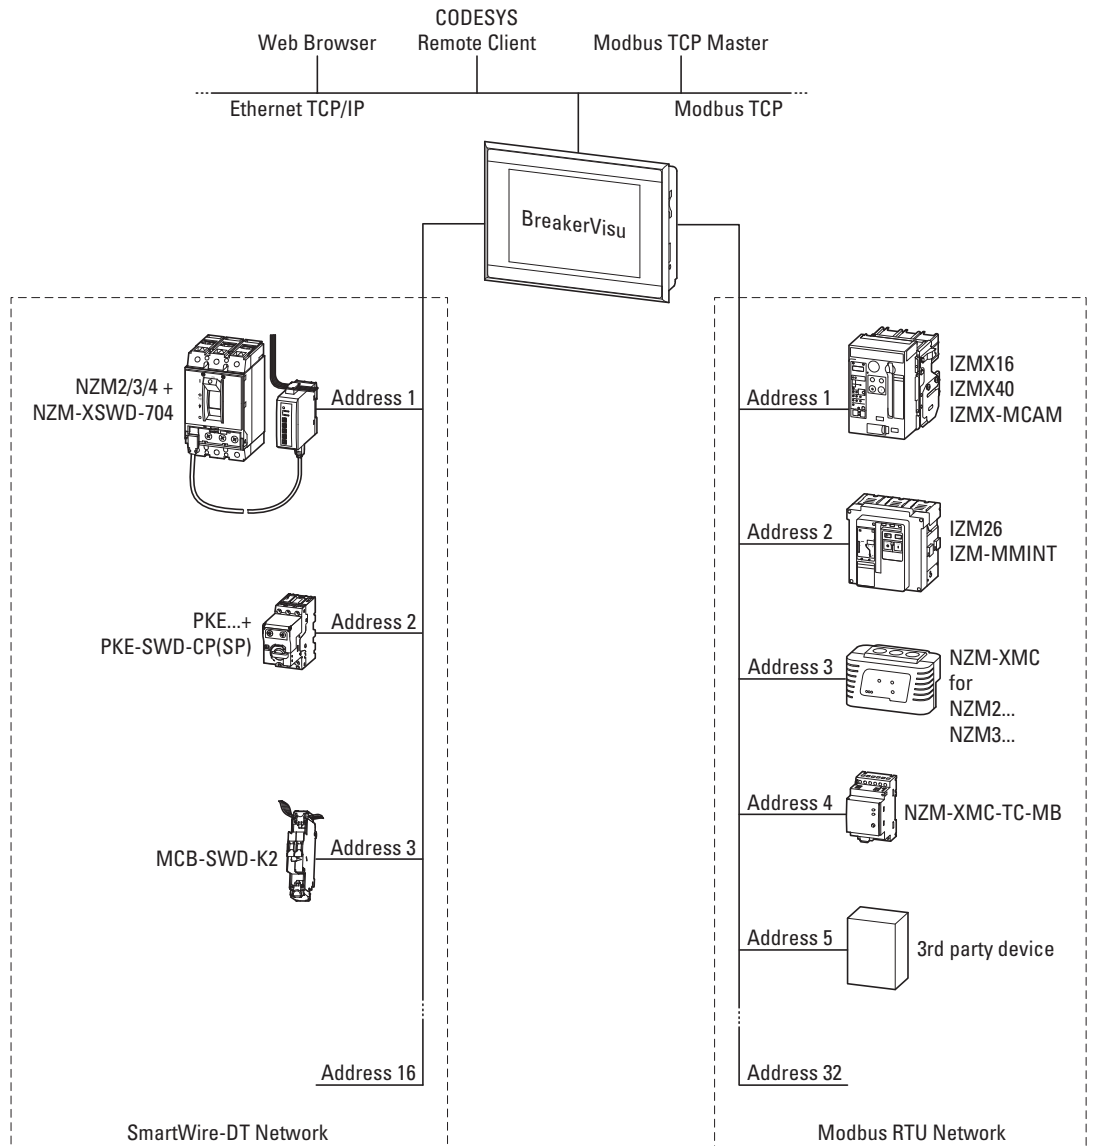 CODESYS
Web Browser Remote Client Modbus TCP Master
Ethernet TCP/IP Modbus TCP
BreakerVisu
NZM2/3/4 +
NZM-XSWD-704
Address 1
PKE...+
PKE-SWD-CP(SP)
Address 2
MCB-SWD-K2
Address 3
Address 16
SmartWire-DT Network
Address 1
IZMX16
IZMX40
IZMX-MCAM
Address 2
IZM26
IZM-MMINT
Address 3
NZM-XMC
for
NZM2...
NZM3...
Address 4
NZM-XMC-TC-MB
Address 5
3rd party device
Address 32
Modbus RTU Network